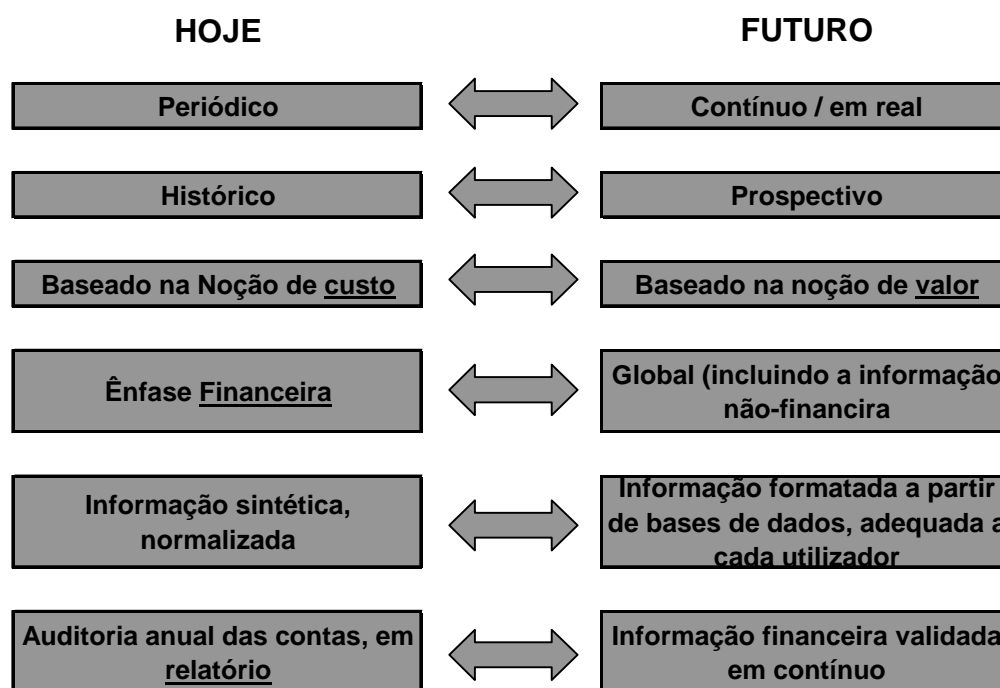 HOJE
FUTURO
Periódico
Contínuo / em real
Histórico
Prospectivo
Baseado na Noção de custo
Baseado na noção de valor
Ênfase Financeira
Global (incluindo a informação
não-financira
Informação sintética,
normalizada
Informação formatada a partir
de bases de dados, adequada a
cada utilizador
Auditoria anual das contas, em
relatório
Informação financeira validada
em contínuo